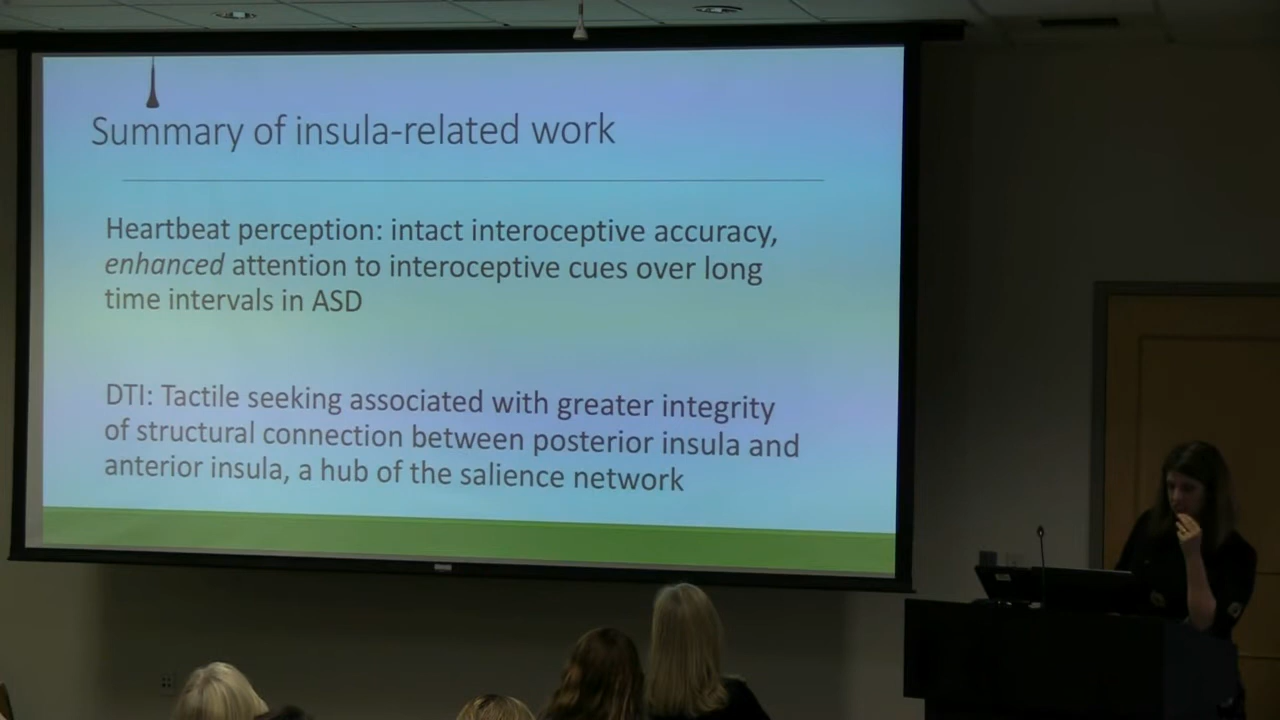 Summary of insula-related work
Heartbeat perception: intact interoceptive accuracy,
enhanced attention to interoceptive cues over long
time intervals in ASD
DTI: Tactile seeking associated with greater integrity
of structural connection between posterior insula and
anterior insula, a hub of the salience network